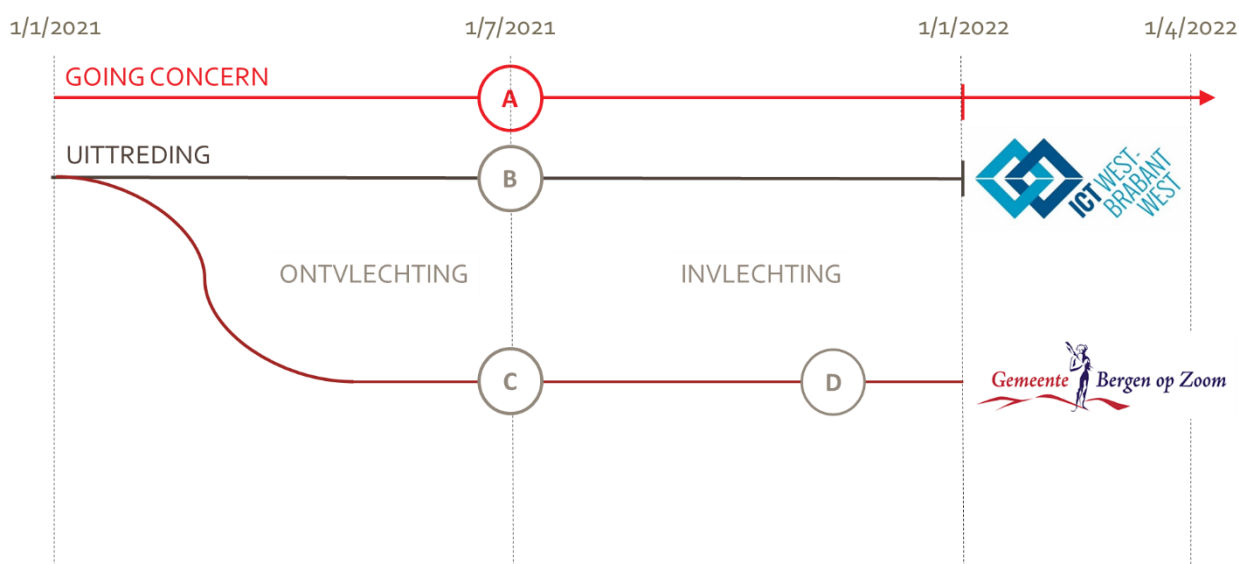 1/1/2021
1/7/2021
1/1/2022
1/4/2022
GOING CONCERN
A
UITTREDING
B
ICT WEST-
BRABANT
WEST
ONTVLECHTING
INVLECHTING
C
D
Gemeente Bergen op Zoom